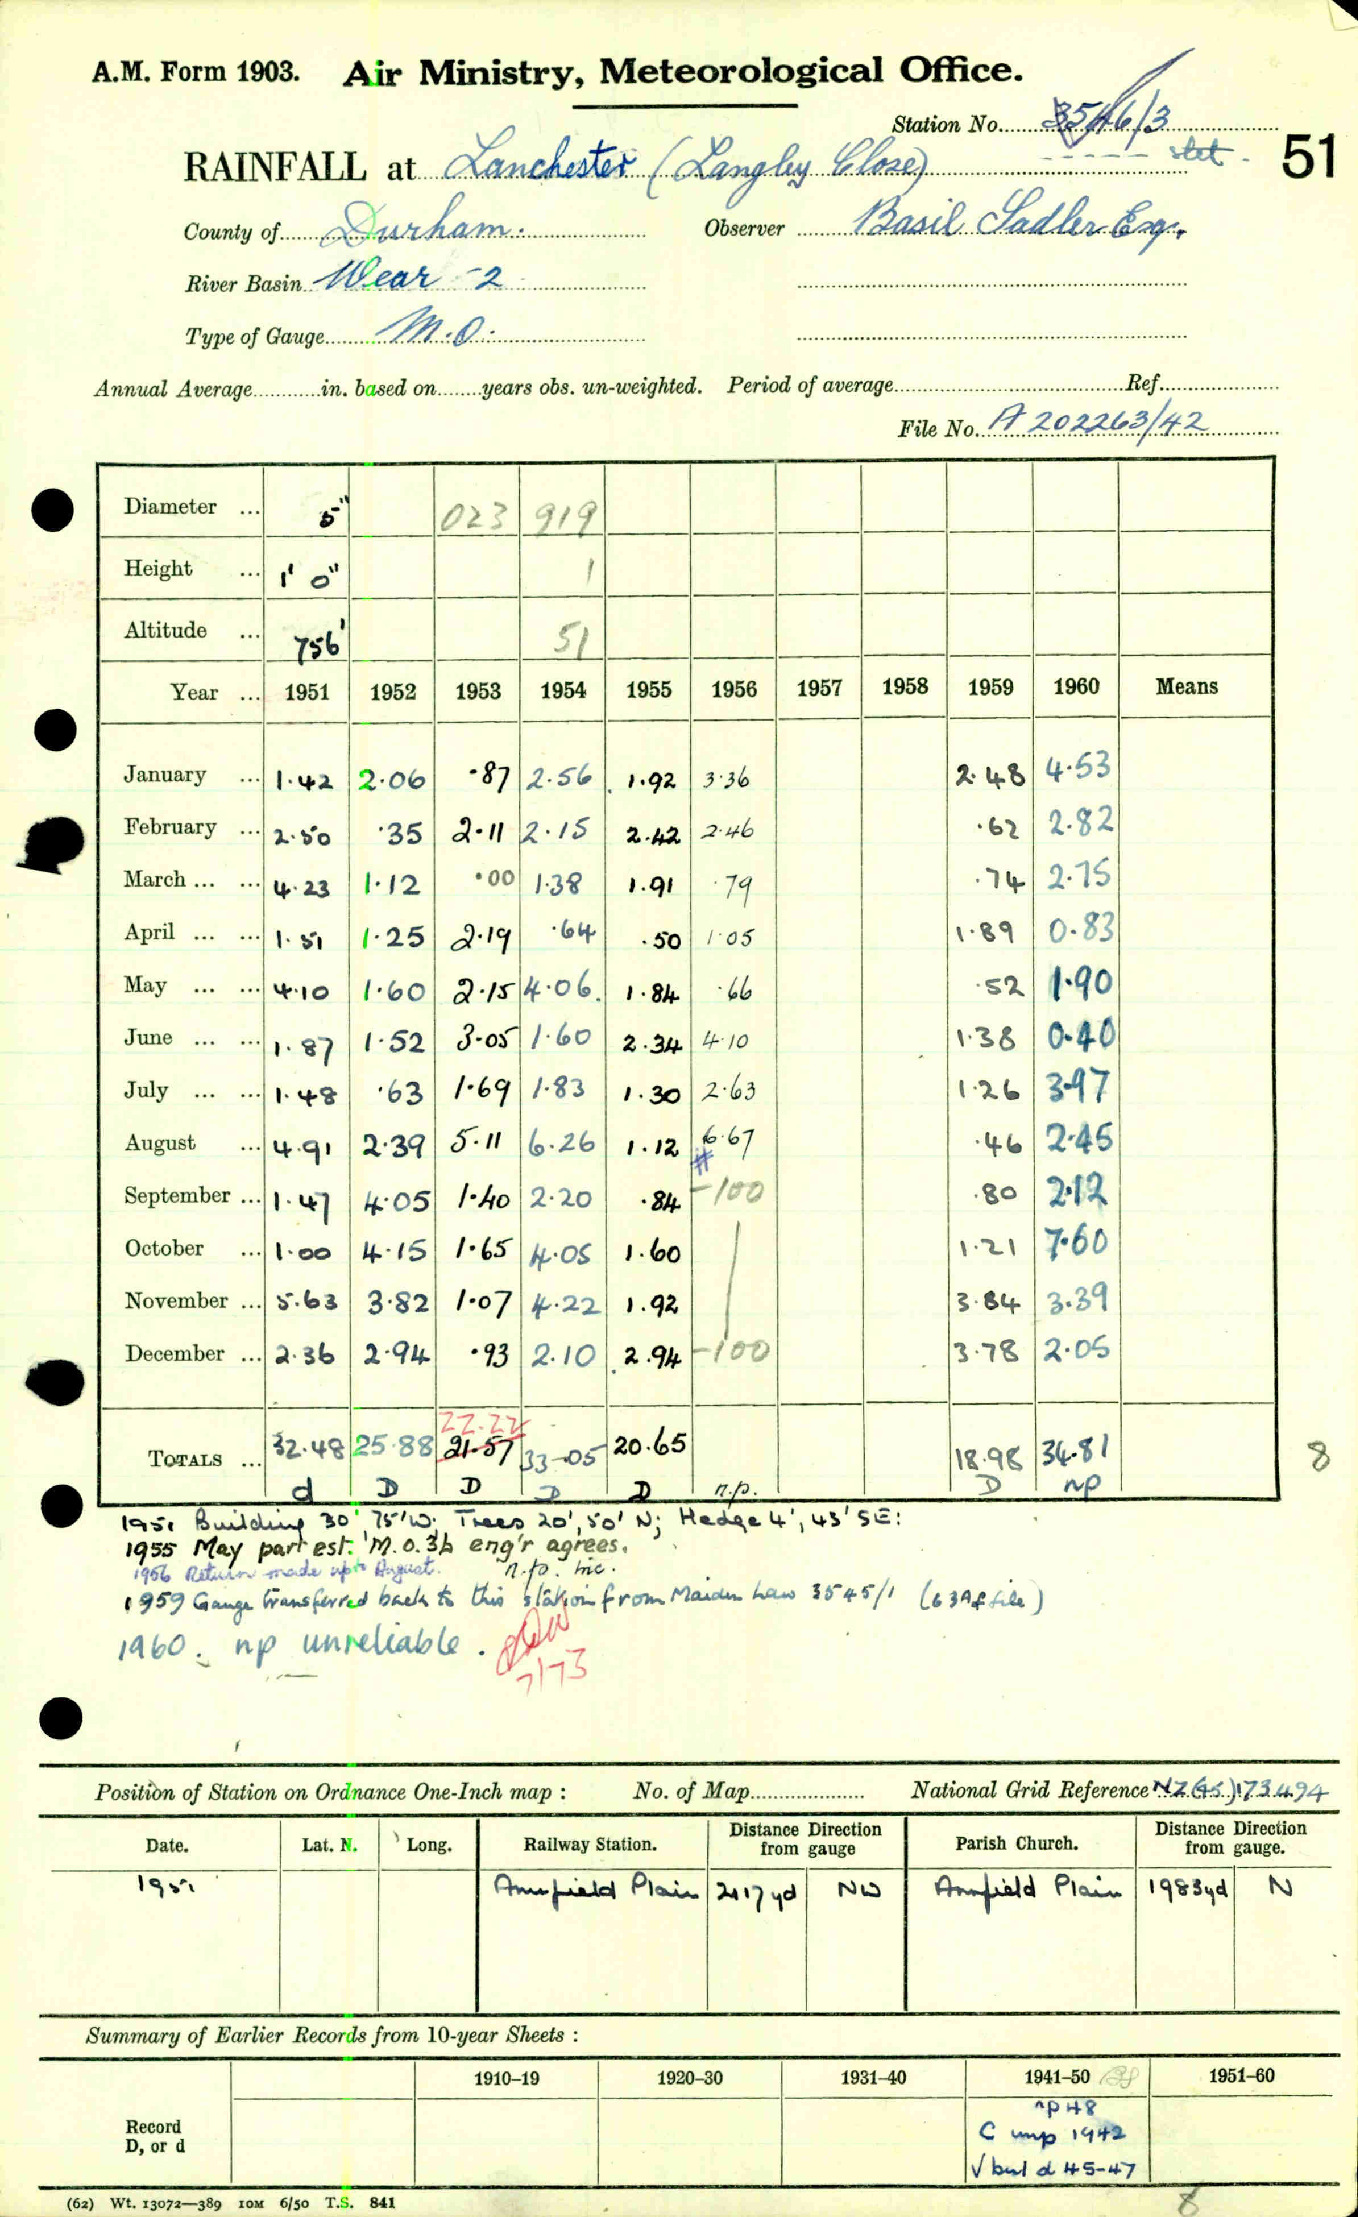 A.M. Form 1903. Air Ministry, Meteorological Office.
Station No. 3546/3
stet.
51
RAINFALL at Lanchester (Langley Close)
County of Durham. Observer Basil Sadler Esq.
River Basin Wear -2
Type of Gauge M.O.
Annual Average in. based on years obs. un-weighted. Period of average Ref.
File No. A 202263/42
Diameter ... 5" 023 919
Height ... 1' 0" 1
Altitude ... 756' 51
Year ... 1951 1952 1953 1954 1955 1956 1957 1958 1959 1960 Means
January ... 1.42 2.06 .87 2.56 1.92 3.36 2.48 4.53
February ... 2.50 .35 2.11 2.15 2.42 2.46 .62 2.82
March ... ... 4.23 1.12 .00 1.38 1.91 .79 .74 2.75
April ... ... 1.51 1.25 2.19 .64 .50 1.05 1.89 0.83
May ... ... 4.10 1.60 2.15 4.06 1.84 .66 .52 1.90
June ... ... 1.87 1.52 3.05 1.60 2.34 4.10 1.38 0.40
July ... ... 1.48 .63 1.69 1.83 1.30 2.63 1.26 3.97
August ... 4.91 2.39 5.11 6.26 1.12 6.67 .46 2.45
#
September ... 1.47 4.05 1.40 2.20 .84 -100 .80 2.12
October ... 1.00 4.15 1.65 4.05 1.60 1.21 7.60
November ... 5.63 3.82 1.07 4.22 1.92 3.84 3.39
December ... 2.36 2.94 .93 2.10 2.94 -100 3.78 2.05
22.22
TOTALS ... 32.48 25.88 21.57 33.05 20.65 18.98 34.81 8
d D D D D n.p. D np
1951 Building 30' 75'W. Trees 20', 50' N; Hedge 4', 43' SE:
1955 May part est. M.O.3b eng'r agrees.
1956 Return made up to August. n.p. inc.
1959 Gauge transferred back to this station from Maiden Law 3545/1 (63A file)
1960. np unreliable.
7/73
Position of Station on Ordnance One-Inch map : No. of Map National Grid Reference NZ(45)173494
Date. Lat. N. Long. Railway Station. Distance from gauge Direction Parish Church. Distance from gauge. Direction
1951 Annfield Plain 2417yd NW Annfield Plain 1983yd N
Summary of Earlier Records from 10-year Sheets :
1910–19 1920–30 1931–40 1941–50 1951–60
Record D, or d
np 48
C unp 1942
√ but d 45-47
(62) Wt. 13072—389 10M 6/50 T.S. 841
8